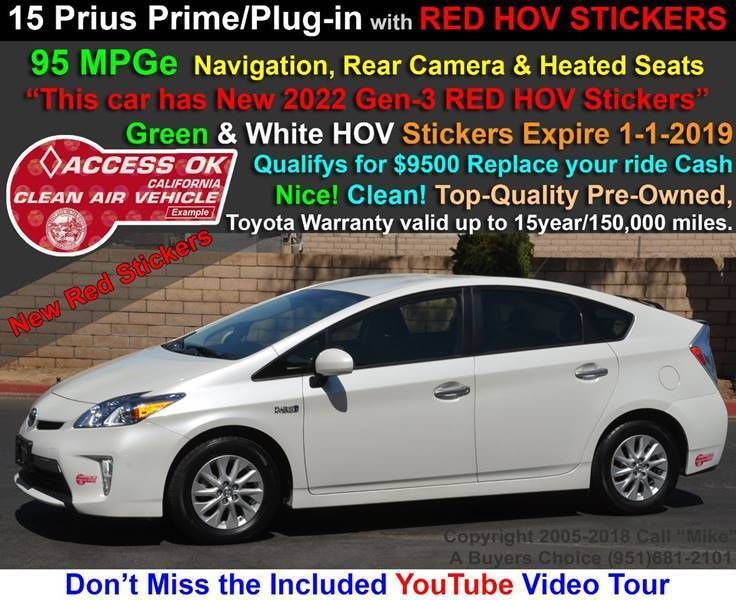 15 Prius Prime/Plug-in with RED HOV STICKERS
95 MPGe Navigation, Rear Camera & Heated Seats
“This car has New 2022 Gen-3 RED HOV Stickers”
Green & White HOV Stickers Expire 1-1-2019
Qualifys for $9500 Replace your ride Cash
Nice! Clean! Top-Quality Pre-Owned,
Toyota Warranty valid up to 15year/150,000 miles.
ACCESS OK
CALIFORNIA
CLEAN AIR VEHICLE
Example
New Red Stickers
Copyright 2005-2018 Call “Mike”
A Buyers Choice (951)681-2101
Don’t Miss the Included YouTube Video Tour